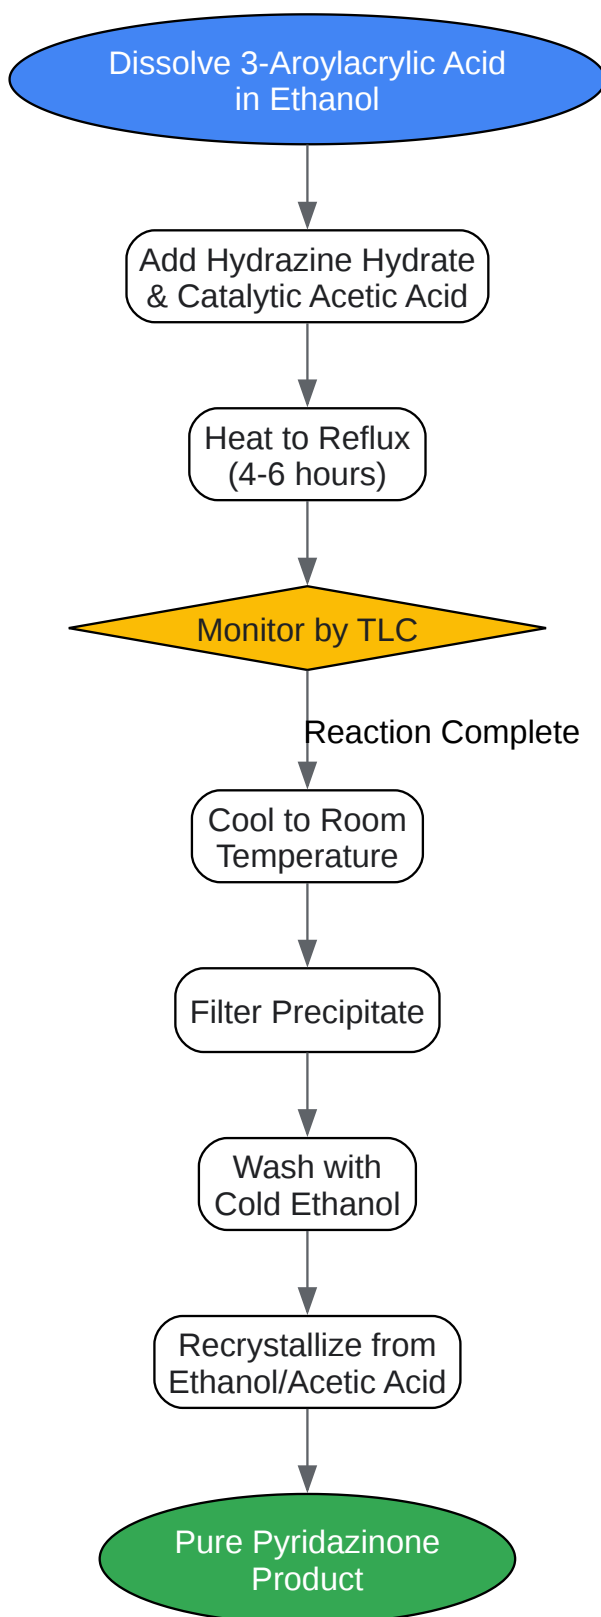 Dissolve 3-Aroylacrylic Acid
in Ethanol
Add Hydrazine Hydrate
& Catalytic Acetic Acid
Heat to Reflux
(4-6 hours)
Monitor by TLC
Reaction Complete
Cool to Room
Temperature
Filter Precipitate
Wash with
Cold Ethanol
Recrystallize from
Ethanol/Acetic Acid
Pure Pyridazinone
Product